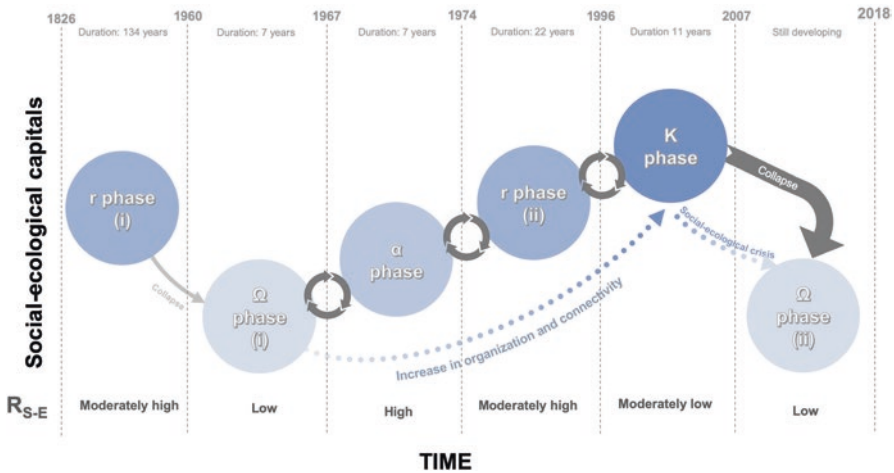 1826
1960
1967
1974
1996
2007
2018
Duration: 134 years
Duration: 7 years
Duration: 7 years
Duration: 22 years
Duration 11 years
Still developing
Social-ecological capitals
r phase
(i)
Collapse
Ω
phase
(i)
α
phase
r phase
(ii)
K
phase
Collapse
Social-ecological crisis
Ω
phase
(ii)
Increase in organization and connectivity
RS-E
Moderately high
Low
High
Moderately high
Moderately low
Low
TIME